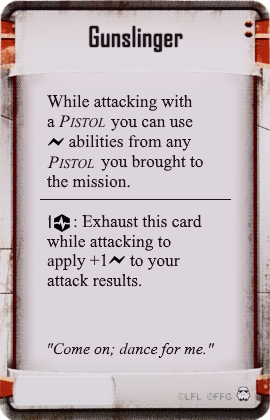 Gunslinger
While attacking with
a PISTOL you can use
abilities from any
PISTOL you brought to
the mission.
1 : Exhaust this card
while attacking to
apply +1 to your
attack results.
"Come on; dance for me."
©LFL ©FFG